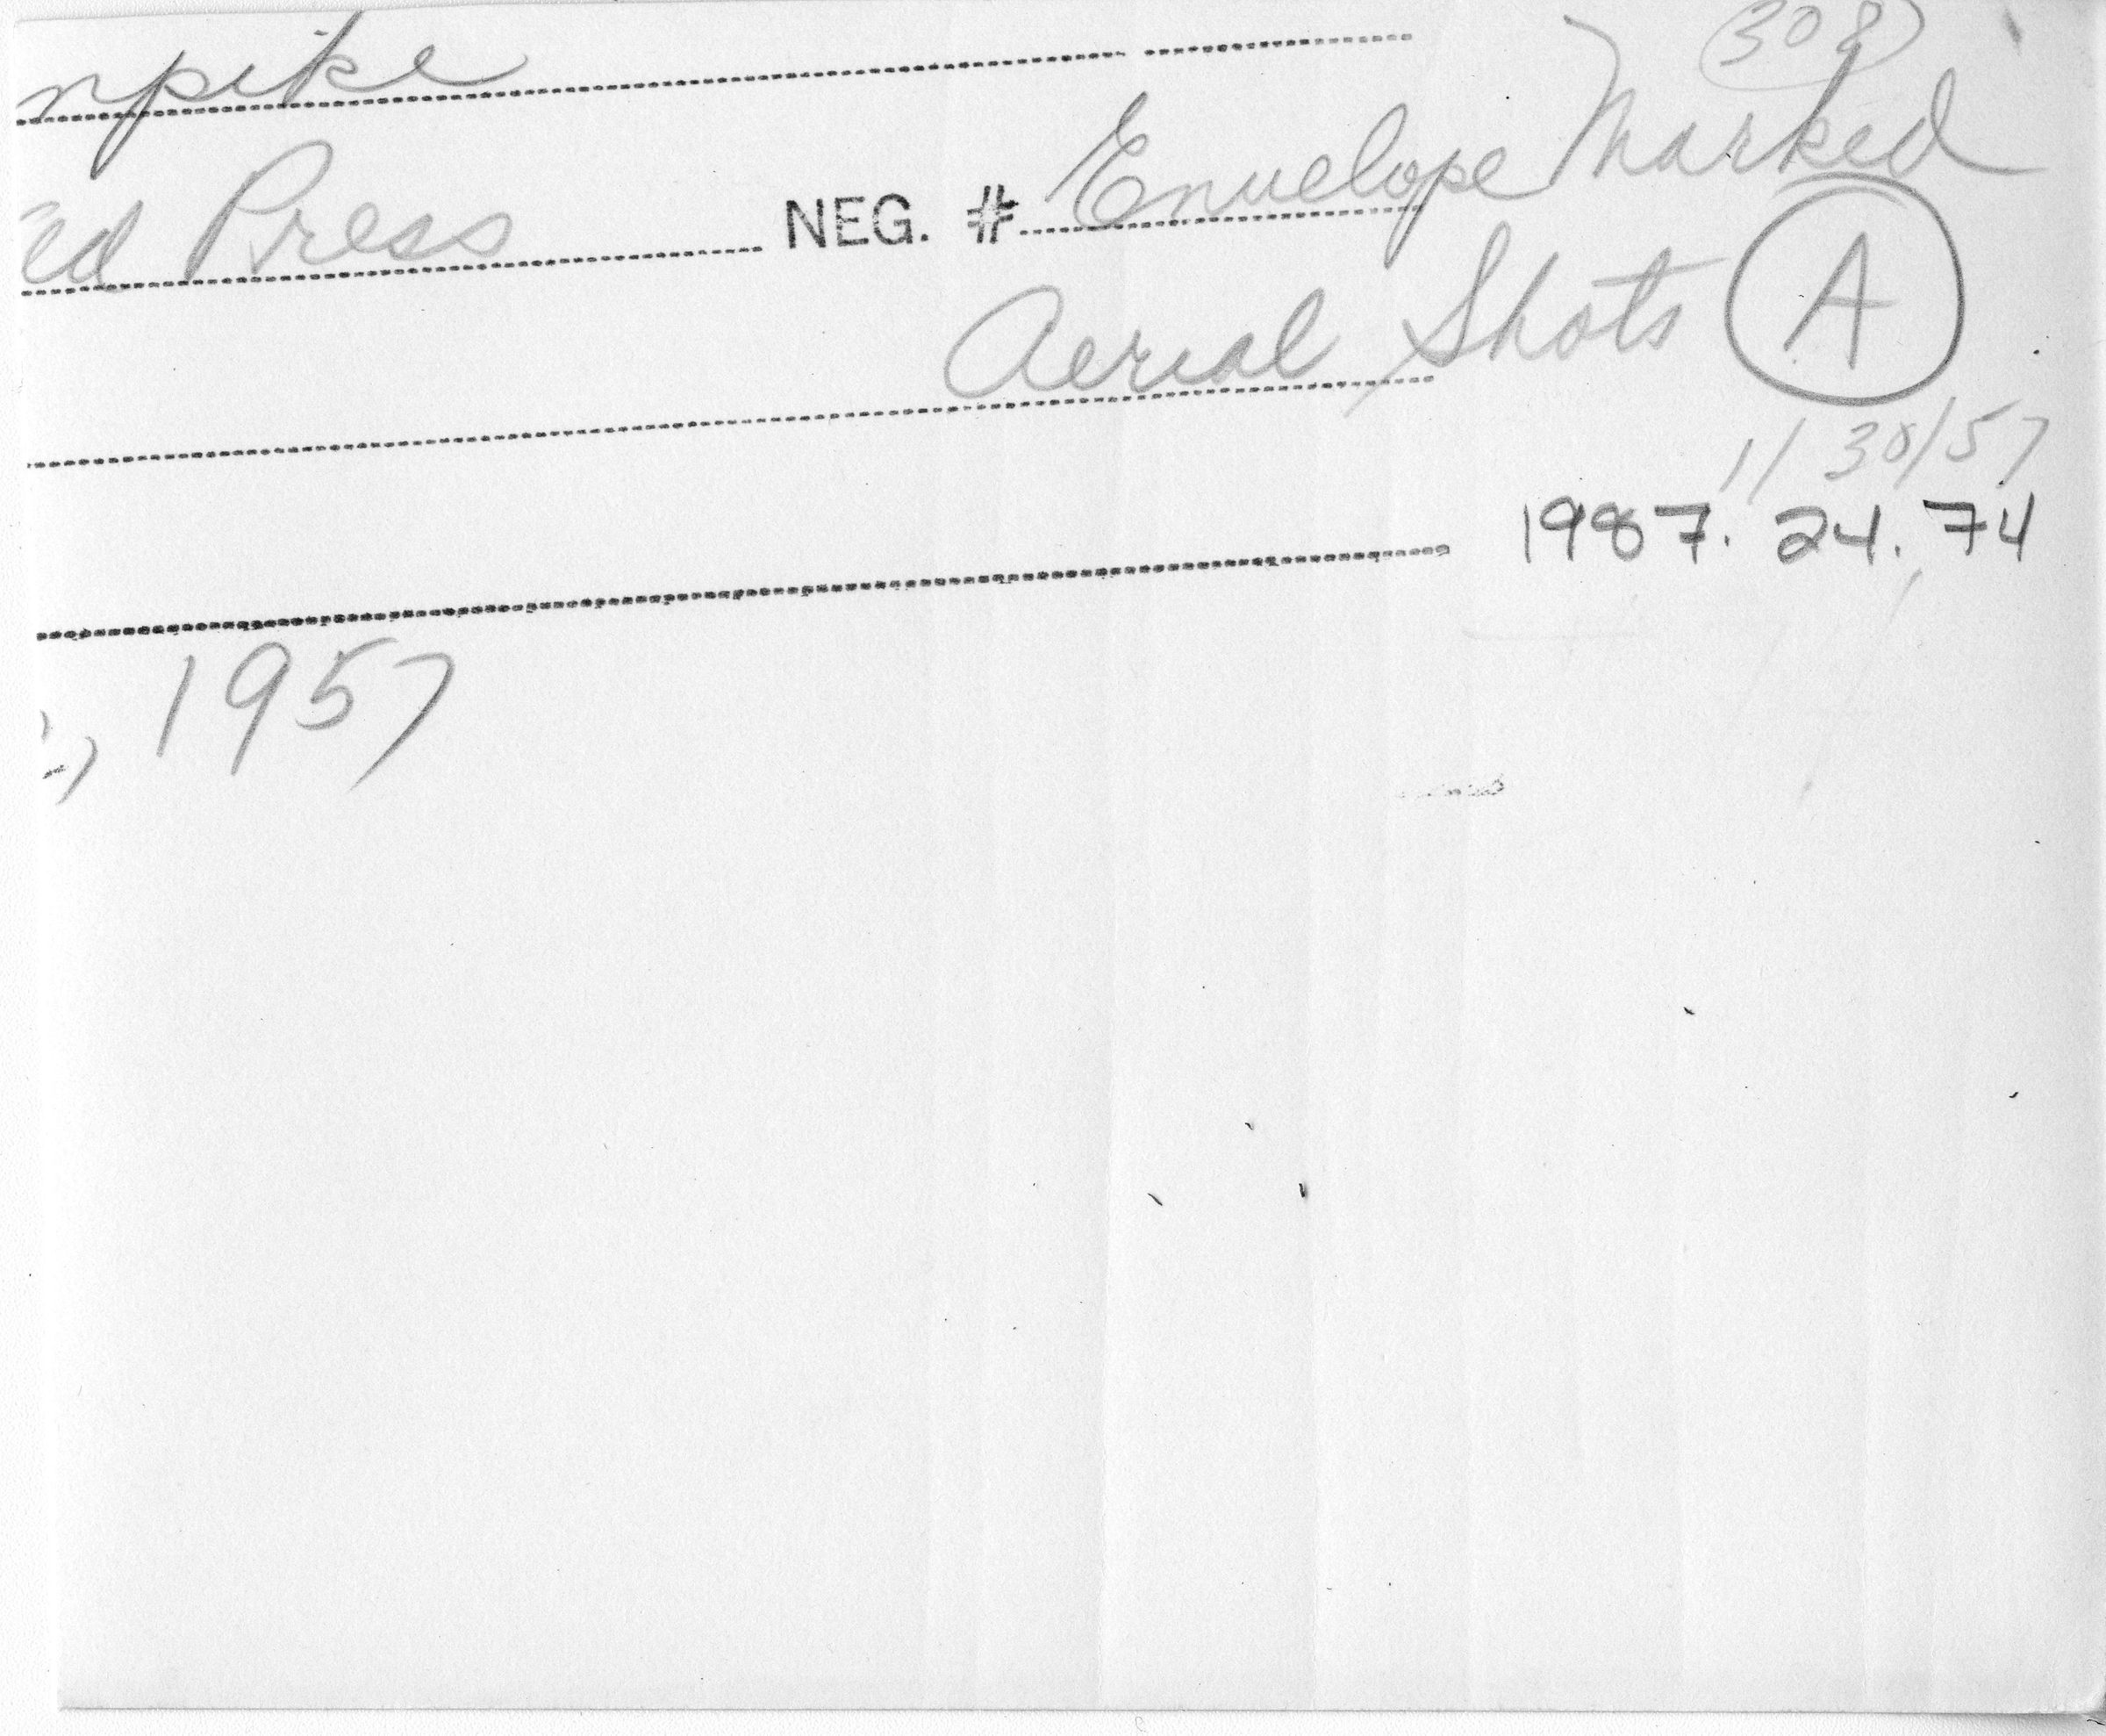 308
npike
ed Press NEG. # Envelope Marked
Aerial Shots A
1/30/57
1987.24.74
, 1957